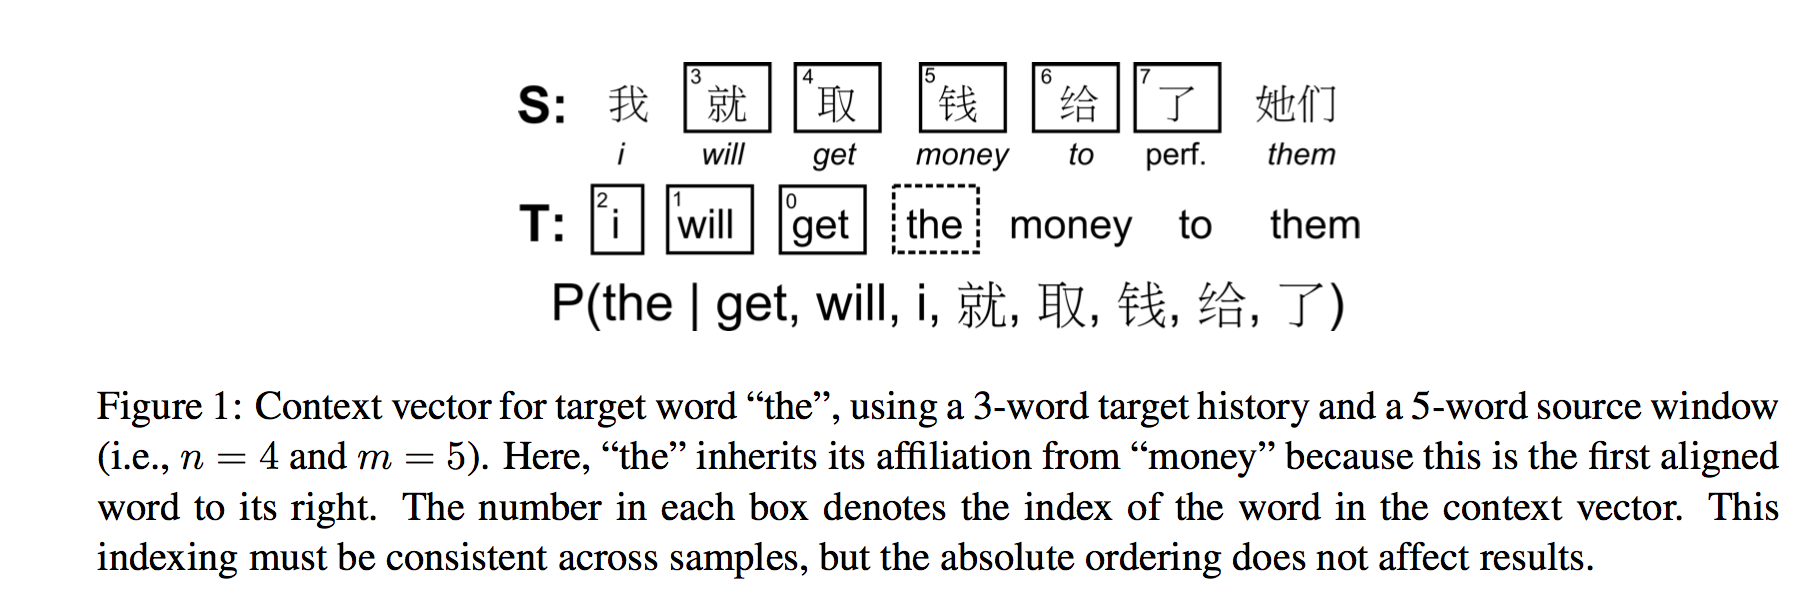 S: 我 3 就 4 取 5 钱 6 给 7 了 她们
i will get money to perf. them
T: 2 i 1 will 0 get the money to them
P(the | get, will, i, 就, 取, 钱, 给, 了)
Figure 1: Context vector for target word “the”, using a 3-word target history and a 5-word source window
(i.e., n = 4 and m = 5). Here, “the” inherits its affiliation from “money” because this is the first aligned
word to its right. The number in each box denotes the index of the word in the context vector. This
indexing must be consistent across samples, but the absolute ordering does not affect results.